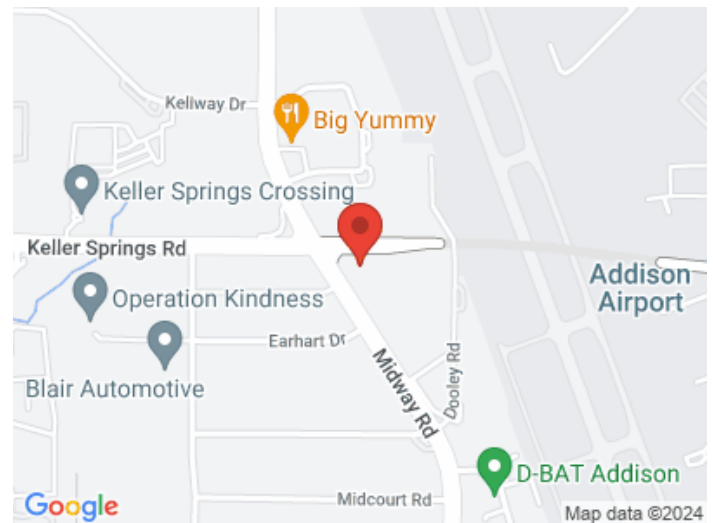 Kellway Dr
Big Yummy
Keller Springs Crossing
Keller Springs Rd
Addison
Airport
Operation Kindness
Earhart Dr
Blair Automotive
Midway Rd
Dooley Rd
D-BAT Addison
Midcourt Rd
Google
Map data ©2024